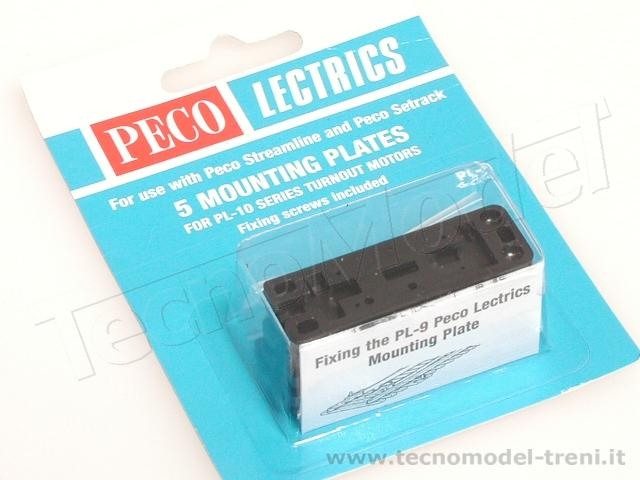 PECO
LECTRICS
For use with Peco Streamline and Peco Setrack
5 MOUNTING PLATES
FOR PL-10 SERIES TURNOUT MOTORS
Fixing screws included
Fixing the PL-9 Peco Lectrics
Mounting Plate
TecnoModel
www.tecnomodel-treni.it